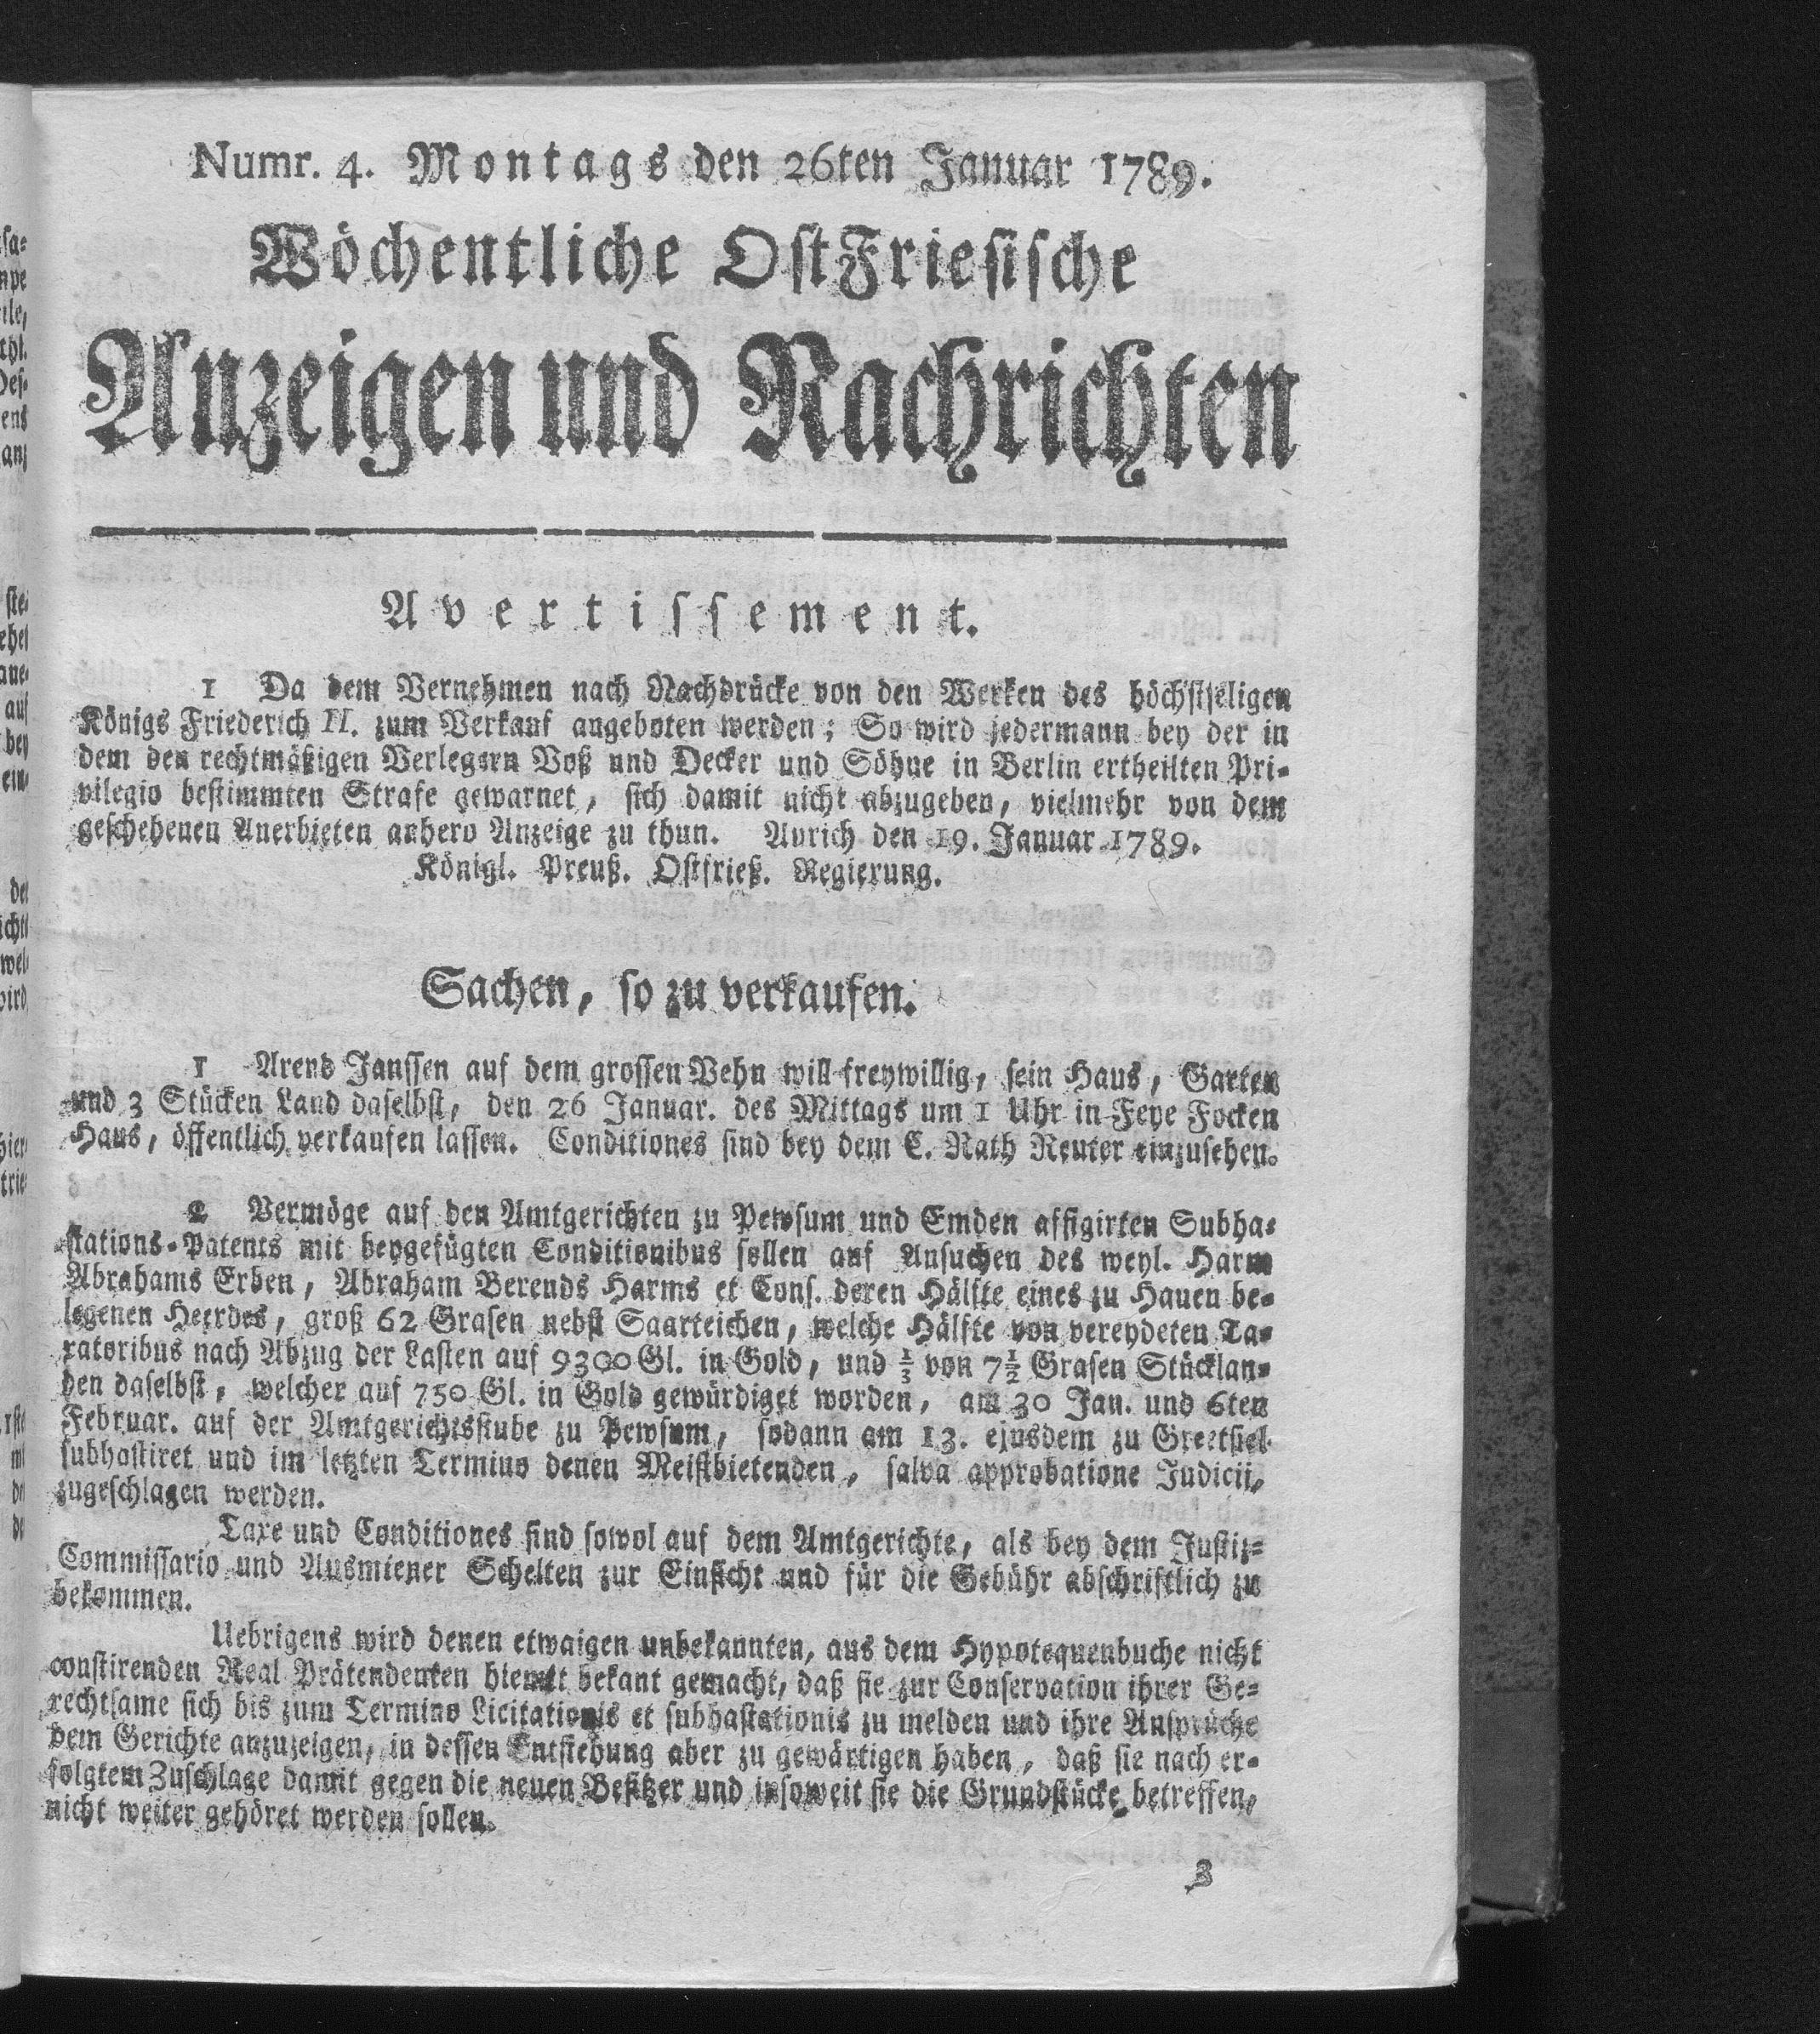 Numr. 4. Montags den 26ten Januar 1789.
Wöchentliche OstFriesische
Anzeigen und Nachrichten
Avertissement.
1 Da dem Vernehmen nach Nachdrücke von den Werken des höchstseligen
Königs Friederich II. zum Verkauf angeboten werden; So wird jedermann bey der in
dem den rechtmäßigen Verlegern Voß und Decker und Söhne in Berlin ertheilten Pri-
vilegio bestimmten Strafe gewarnet, sich damit nicht abzugeben, vielmehr von dem
geschehenen Anerbieten anhero Anzeige zu thun. Aurich den 19. Januar 1789.
Königl. Preuß. Ostfrieß. Regierung.
Sachen, so zu verkaufen.
1 Arend Janssen auf dem grossen Vehn will freywillig, sein Haus, Garten
und 3 Stücken Land daselbst, den 26 Januar. des Mittags um 1 Uhr in Feye Focken
Haus, öffentlich verkaufen lassen. Conditiones sind bey dem C. Rath Reuter einzusehen.
2 Vermöge auf den Amtgerichten zu Pewsum und Emden affigirten Subha-
stations-Patents mit beygefügten Conditionibus sollen auf Ansuchen des weyl. Harm
Abrahams Erben, Abraham Berends Harms et Cons. deren Hälfte eines zu Hauen be-
legenen Heerdes, groß 62 Grasen nebst Saarteichen, welche Hälfte von vereydeten Ta-
xatoribus nach Abzug der Lasten auf 9300 Gl. in Gold, und 1/3 von 7 1/2 Grasen Stücklan-
den daselbst, welcher auf 750 Gl. in Gold gewürdiget worden, am 30 Jan. und 6ten
Februar. auf der Amtgerichtsstube zu Pewsum, sodann am 13. ejusdem zu Greetsiel
subhastiret und im letzten Termino denen Meistbietenden, salva approbatione Judicii,
zugeschlagen werden.
Taxe und Conditiones sind sowol auf dem Amtgerichte, als bey dem Justiz-
Commissario und Ausmiener Schelten zur Einsicht und für die Gebühr abschriftlich zu
bekommen.
Uebrigens wird denen etwaigen unbekannten, aus dem Hypotequenbuche nicht
constirenden Real Prätendenten hiemit bekant gemacht, daß sie zur Conservation ihrer Ge-
rechtsame sich bis zum Termino Licitationis et subhastationis zu melden und ihre Ansprüche
dem Gerichte anzuzeigen, in dessen Entstehung aber zu gewärtigen haben, daß sie nach er-
folgtem Zuschlage damit gegen die neuen Besitzer und insoweit sie die Grundstücke betreffen,
nicht weiter gehöret werden sollen.
3